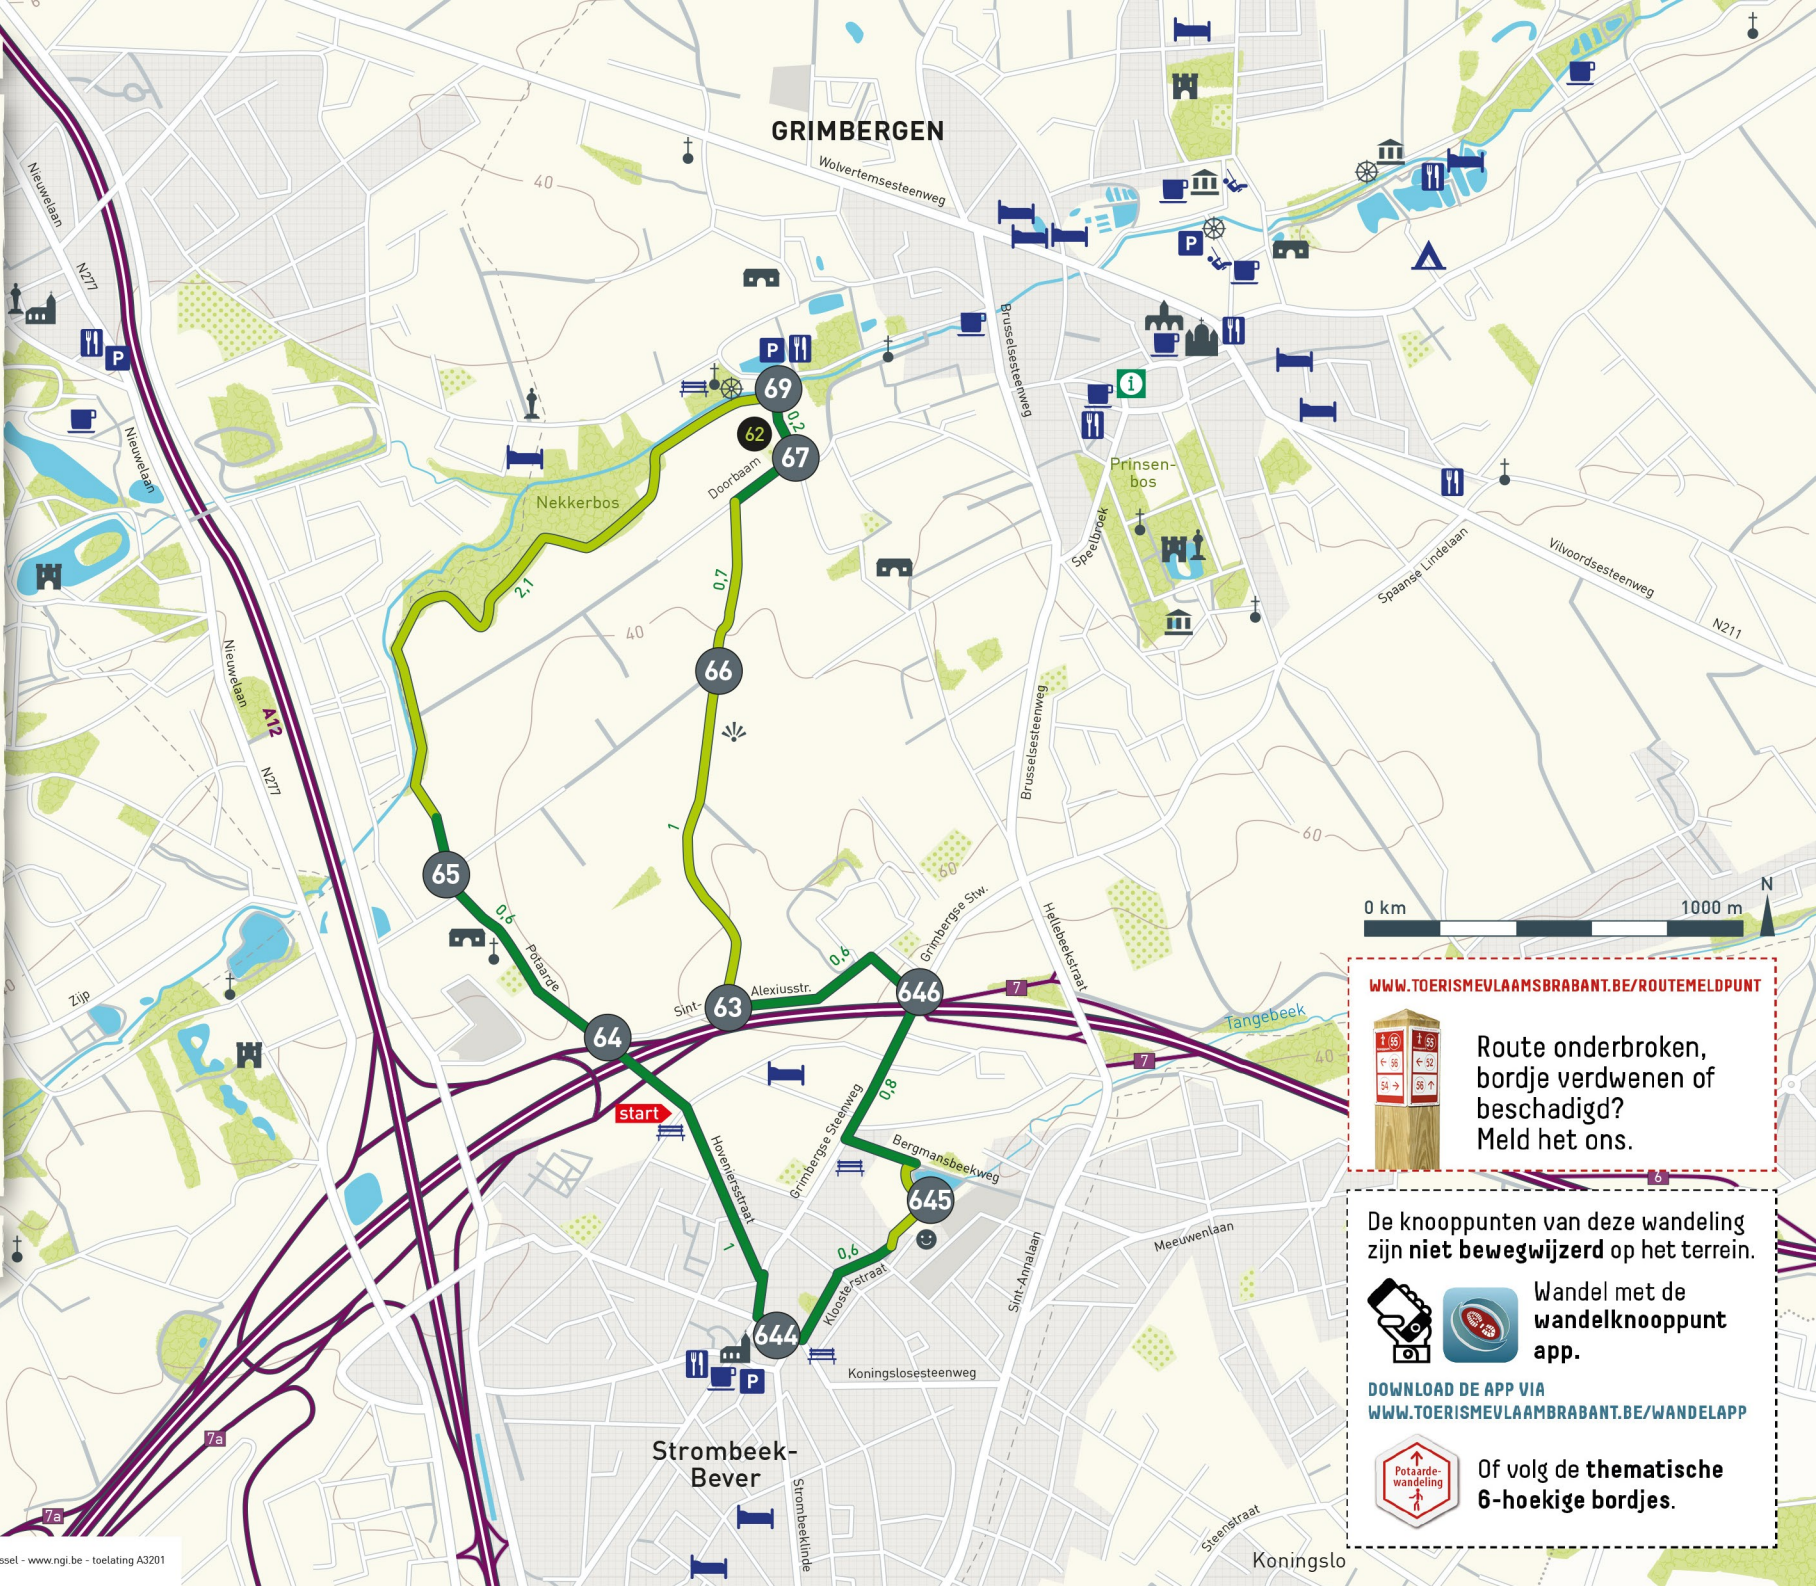 GRIMBERGEN
Wolvertemsesteenweg
40
Nieuwelaan
N277
P
P
P
i
69
0,2
62
67
Doorbaam
Nieuwelaan
Nekkerbos
Brusselsesteenweg
Prinsen-
bos
Speelbroek
Spaanse Lindelaan
Vilvoordsesteenweg
N211
2,1
0,7
40
66
Nieuwelaan
A12
N277
Brusselsesteenweg
1
60
60
65
0,6
Potaarde
Grimbergse Stw.
Hellebeekstraat
0 km
1000 m
N
Zijp
0,6
Sint-
Alexiusstr.
63
646
7
64
Tangebeek
40
7
start
0,8
Hoveniersstraat
Grimbergse Steenweg
Bergmansbeekweg
645
1
0,6
Kloosterstraat
Sint-Annalaan
Meeuwenlaan
644
P
Koningslosesteenweg
Strombeek-
Bever
Strombeeklinde
Steenstraat
Koningslo
7a
7a
6
ssel - www.ngi.be - toelating A3201
WWW.TOERISMEVLAAMSBRABANT.BE/ROUTEMELDPUNT
55
55
56
52
54
56
Route onderbroken,
bordje verdwenen of
beschadigd?
Meld het ons.
De knooppunten van deze wandeling
zijn niet bewegwijzerd op het terrein.
Wandel met de
wandelknooppunt
app.
DOWNLOAD DE APP VIA
WWW.TOERISMEVLAAMBRABANT.BE/WANDELAPP
Potaarde-
wandeling
Of volg de thematische
6-hoekige bordjes.